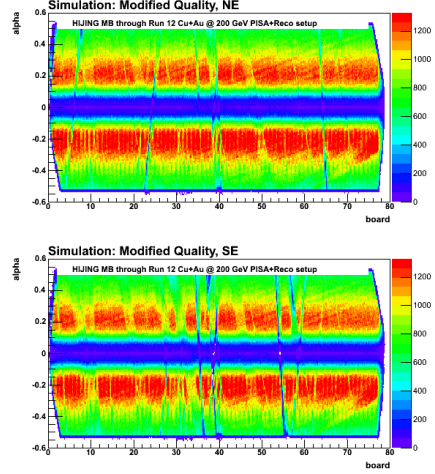 Simulation: Modified Quality, NE
alpha
HIJING MB through Run 12 Cu+Au @ 200 GeV PISA+Reco setup
0.6
0.4
0.2
0
-0.2
-0.4
-0.6
0 10 20 30 40 50 60 70 80
board
1200
1000
800
600
400
200
0
Simulation: Modified Quality, SE
alpha
HIJING MB through Run 12 Cu+Au @ 200 GeV PISA+Reco setup
0.6
0.4
0.2
0
-0.2
-0.4
-0.6
0 10 20 30 40 50 60 70 80
board
1200
1000
800
600
400
200
0